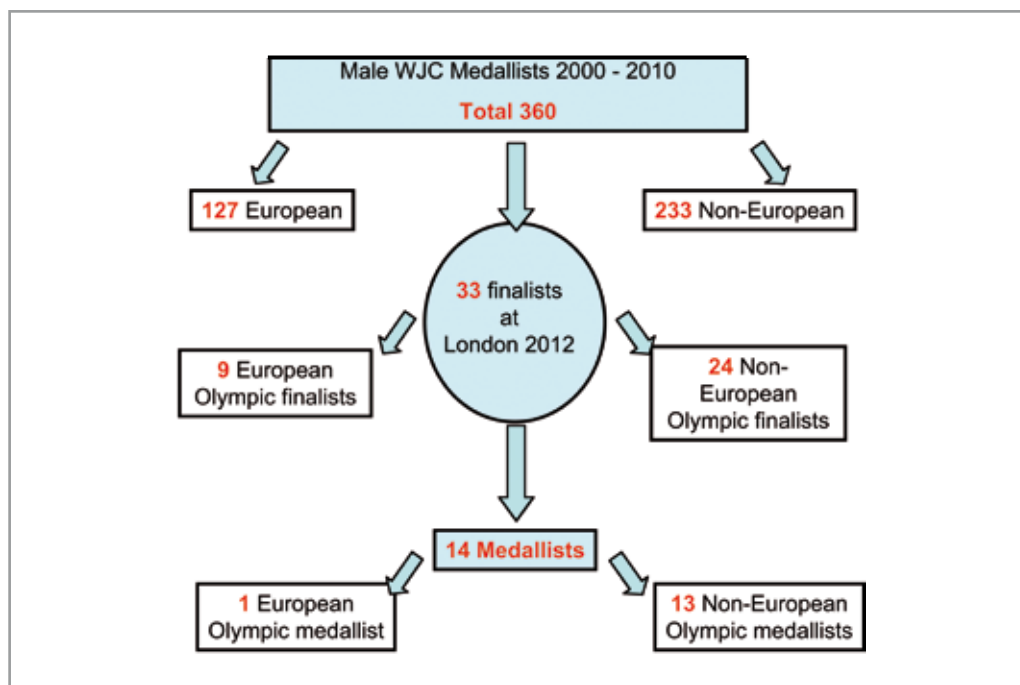 Male WJC Medallists 2000 - 2010
Total 360
127 European
233 Non-European
33 finalists
at
London 2012
9 European
Olympic finalists
24 Non-
European
Olympic finalists
14 Medallists
1 European
Olympic medallist
13 Non-European
Olympic medallists